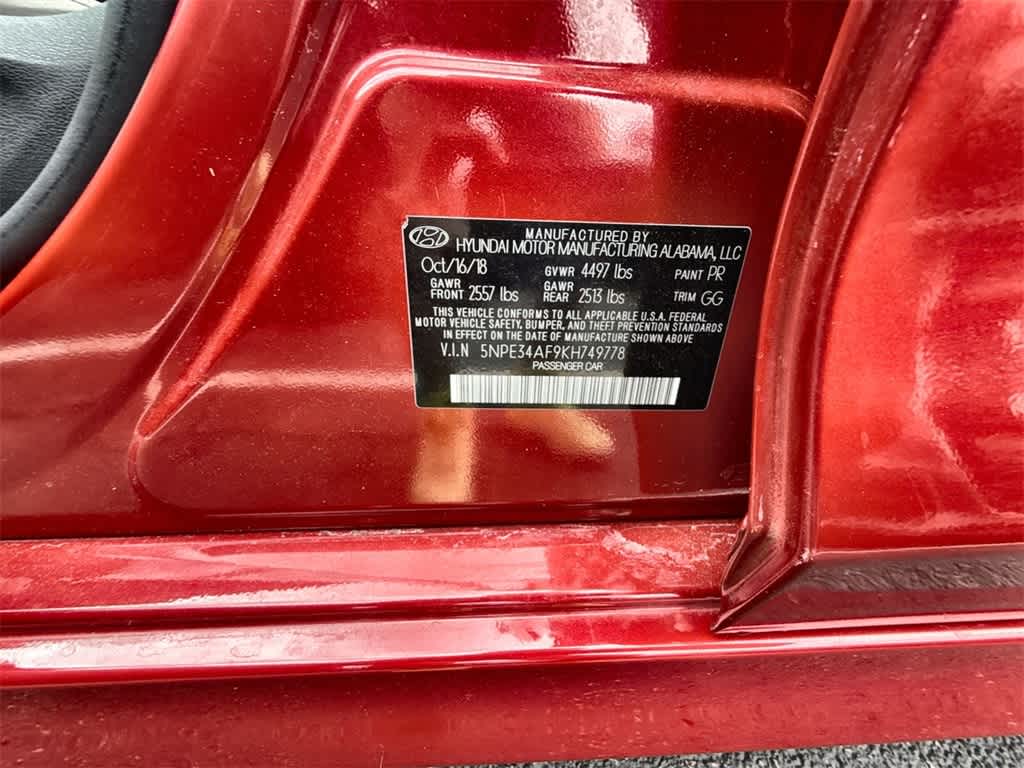 MANUFACTURED BY
HYUNDAI MOTOR MANUFACTURING ALABAMA, LLC
Oct/16/18 GVWR 4497 lbs PAINT PR
GAWR FRONT 2557 lbs GAWR REAR 2513 lbs TRIM GG
THIS VEHICLE CONFORMS TO ALL APPLICABLE U.S.A. FEDERAL
MOTOR VEHICLE SAFETY, BUMPER, AND THEFT PREVENTION STANDARDS
IN EFFECT ON THE DATE OF MANUFACTURE SHOWN ABOVE
V.I.N 5NPE34AF9KH749778
PASSENGER CAR